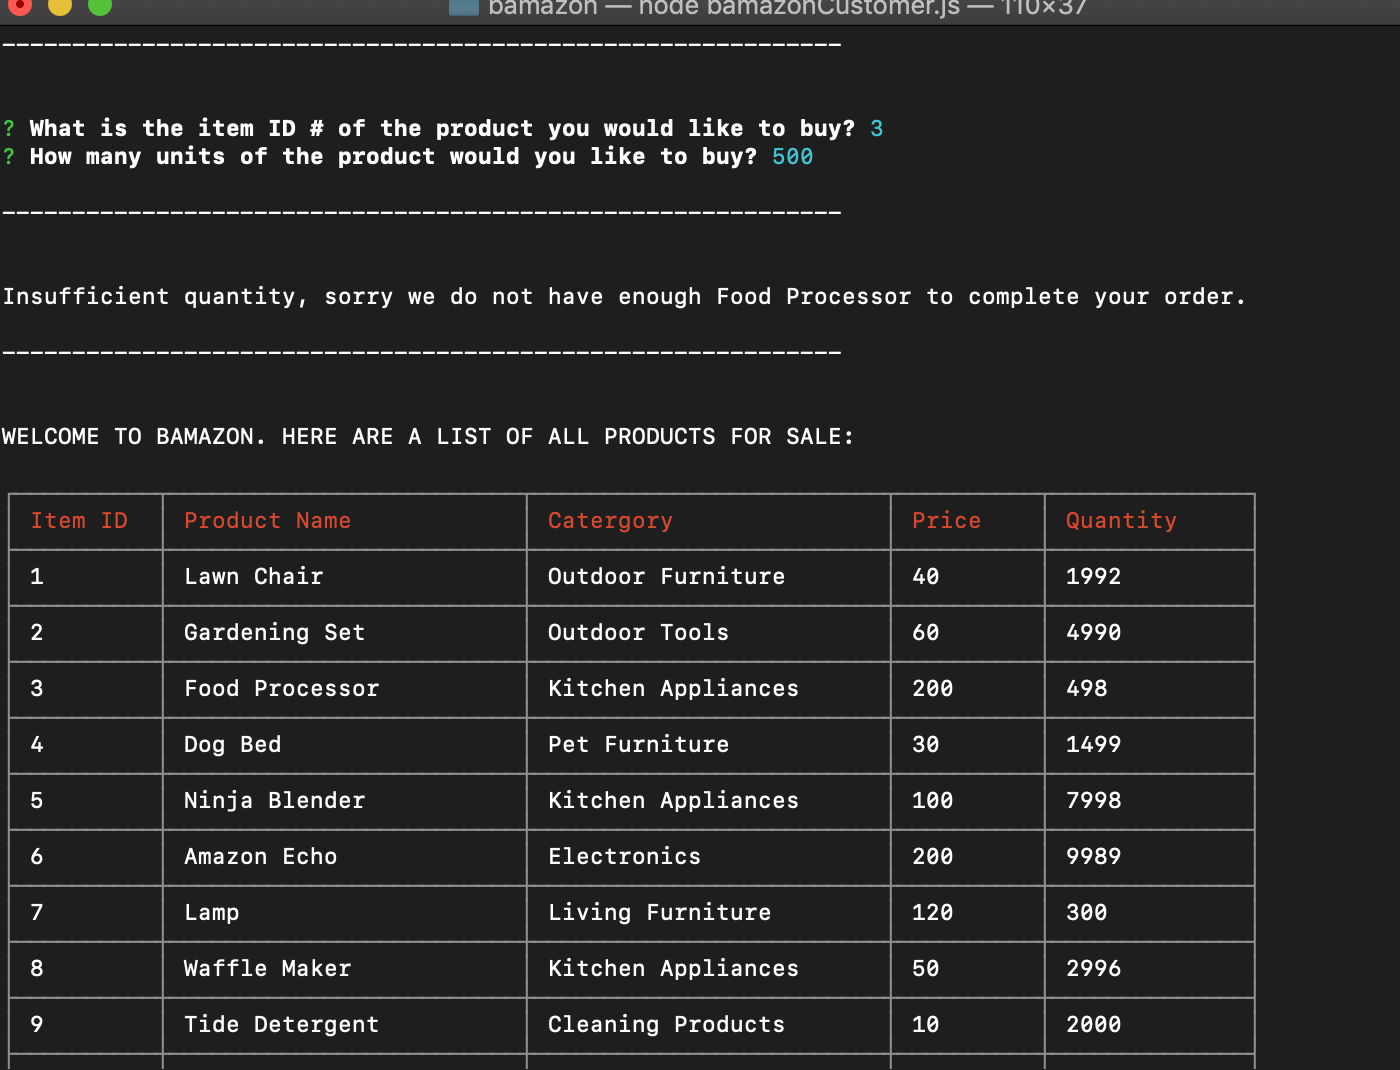 bamazon — node bamazonCustomer.js — 110×37
------------------------------------------------------------
? What is the item ID # of the product you would like to buy? 3
? How many units of the product would you like to buy? 500
------------------------------------------------------------
Insufficient quantity, sorry we do not have enough Food Processor to complete your order.
------------------------------------------------------------
WELCOME TO BAMAZON. HERE ARE A LIST OF ALL PRODUCTS FOR SALE:
Item ID Product Name Catergory Price Quantity
1 Lawn Chair Outdoor Furniture 40 1992
2 Gardening Set Outdoor Tools 60 4990
3 Food Processor Kitchen Appliances 200 498
4 Dog Bed Pet Furniture 30 1499
5 Ninja Blender Kitchen Appliances 100 7998
6 Amazon Echo Electronics 200 9989
7 Lamp Living Furniture 120 300
8 Waffle Maker Kitchen Appliances 50 2996
9 Tide Detergent Cleaning Products 10 2000